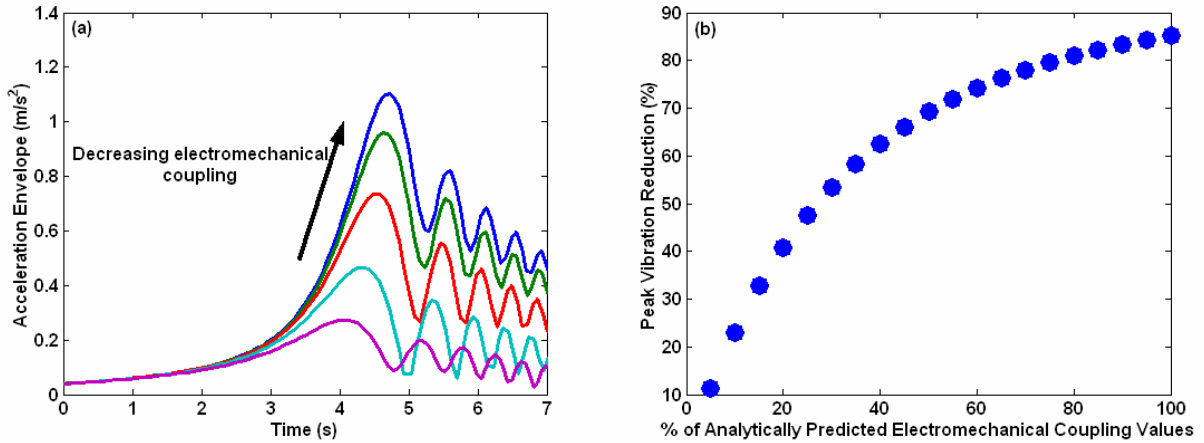 (a)
1.4
1.2
1
0.8
0.6
0.4
0.2
0
Acceleration Envelope (m/s²)
Decreasing electromechanical
coupling
0 1 2 3 4 5 6 7
Time (s)
(b)
90
80
70
60
50
40
30
20
10
Peak Vibration Reduction (%)
0 20 40 60 80 100
% of Analytically Predicted Electromechanical Coupling Values